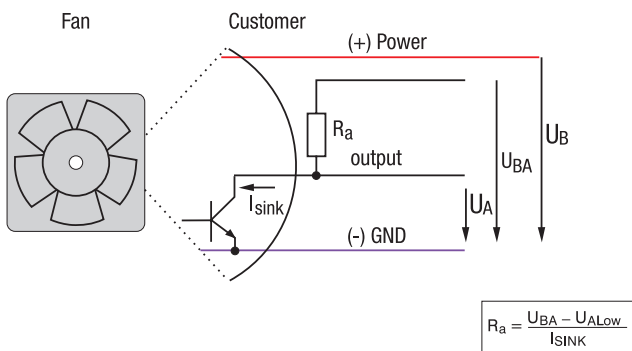 Fan
Customer
(+) Power
Ra
output
Isink
UA
UBA
UB
(-) GND
Ra = UBA – UALow / ISINK